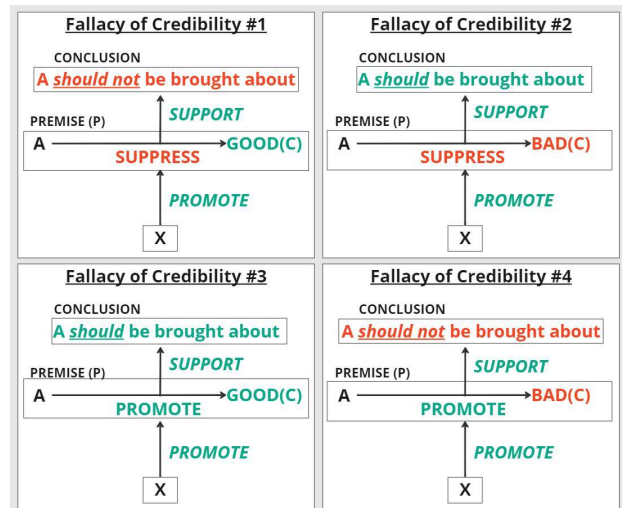 Fallacy of Credibility #1
CONCLUSION
A should not be brought about
SUPPORT
PREMISE (P)
A
GOOD(C)
SUPPRESS
PROMOTE
X
Fallacy of Credibility #2
CONCLUSION
A should be brought about
SUPPORT
PREMISE (P)
A
BAD(C)
SUPPRESS
PROMOTE
X
Fallacy of Credibility #3
CONCLUSION
A should be brought about
SUPPORT
PREMISE (P)
A
GOOD(C)
PROMOTE
PROMOTE
X
Fallacy of Credibility #4
CONCLUSION
A should not be brought about
SUPPORT
PREMISE (P)
A
BAD(C)
PROMOTE
PROMOTE
X